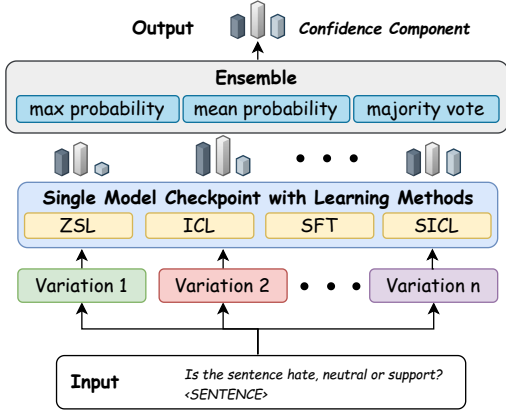 Output Confidence Component
Ensemble
max probability mean probability majority vote
• • •
Single Model Checkpoint with Learning Methods
ZSL ICL SFT SICL
Variation 1 Variation 2 • • • Variation n
Input Is the sentence hate, neutral or support?
<SENTENCE>